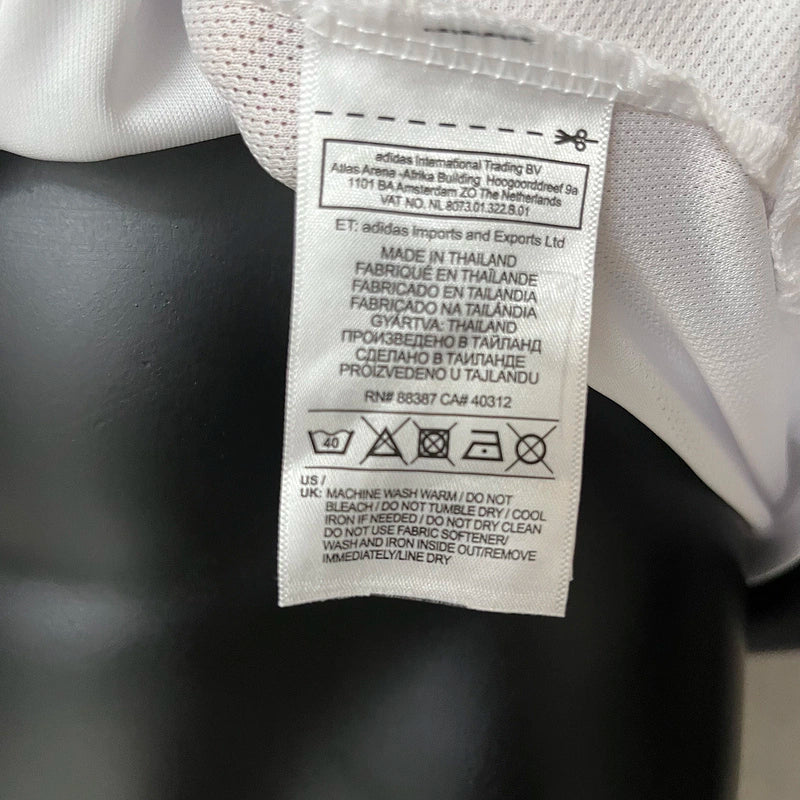 adidas International Trading BV
Atlas Arena -Afrika Building Hoogoorddreef 9a
1101 BA Amsterdam ZO The Netherlands
VAT NO. NL 8073.01.322.B.01
ET: adidas Imports and Exports Ltd
MADE IN THAILAND
FABRIQUÉ EN THAÏLANDE
FABRICADO EN TAILANDIA
FABRICADO NA TAILÂNDIA
GYÁRTVA: THAILAND
ПРОИЗВЕДЕНО В ТАЙЛАНД
СДЕЛАНО В ТАИЛАНДЕ
PROIZVEDENO U TAJLANDU
RN# 88387 CA# 40312
40
US /
UK: MACHINE WASH WARM / DO NOT
BLEACH / DO NOT TUMBLE DRY / COOL
IRON IF NEEDED / DO NOT DRY CLEAN
DO NOT USE FABRIC SOFTENER/
WASH AND IRON INSIDE OUT/REMOVE
IMMEDIATELY/LINE DRY